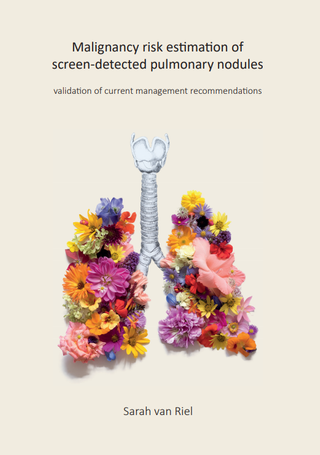 Malignancy risk estimation of
screen-detected pulmonary nodules
validation of current management recommendations
Sarah van Riel